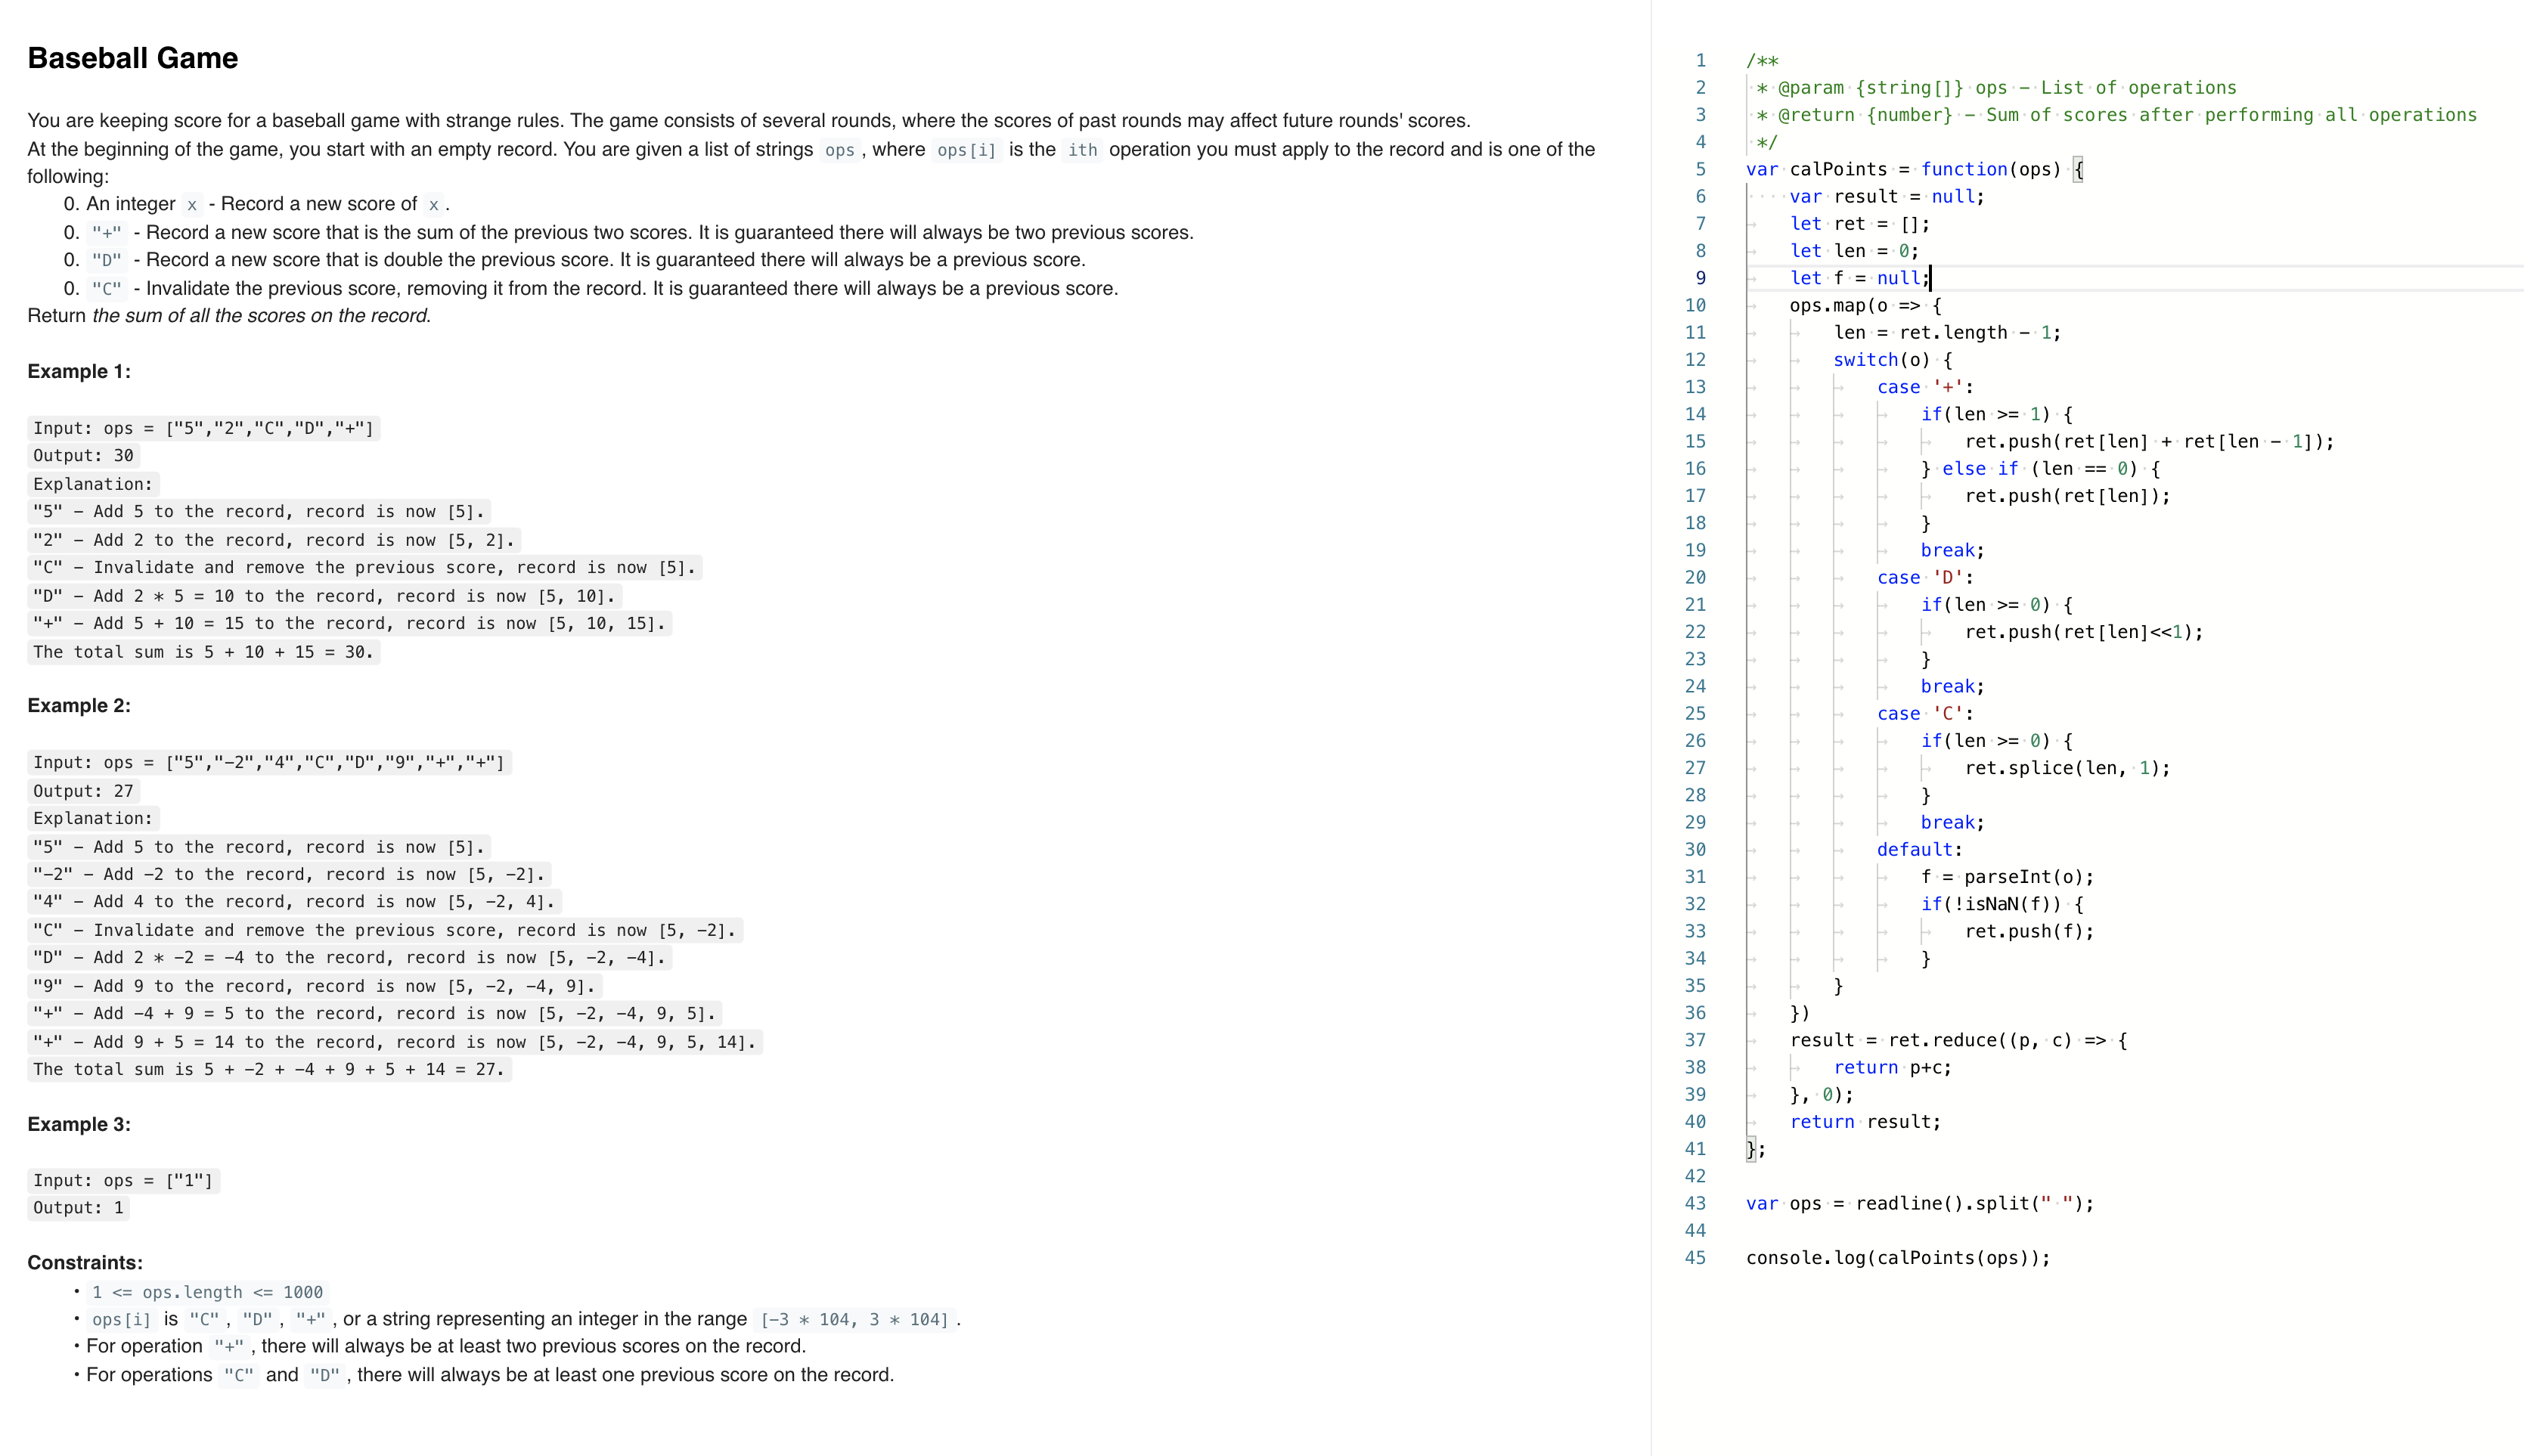 Baseball Game
You are keeping score for a baseball game with strange rules. The game consists of several rounds, where the scores of past rounds may affect future rounds' scores.
At the beginning of the game, you start with an empty record. You are given a list of strings ops, where ops[i] is the ith operation you must apply to the record and is one of the
following:
0. An integer x - Record a new score of x.
0. "+" - Record a new score that is the sum of the previous two scores. It is guaranteed there will always be two previous scores.
0. "D" - Record a new score that is double the previous score. It is guaranteed there will always be a previous score.
0. "C" - Invalidate the previous score, removing it from the record. It is guaranteed there will always be a previous score.
Return the sum of all the scores on the record.
Example 1:
Input: ops = ["5","2","C","D","+"]
Output: 30
Explanation:
"5" - Add 5 to the record, record is now [5].
"2" - Add 2 to the record, record is now [5, 2].
"C" - Invalidate and remove the previous score, record is now [5].
"D" - Add 2 * 5 = 10 to the record, record is now [5, 10].
"+" - Add 5 + 10 = 15 to the record, record is now [5, 10, 15].
The total sum is 5 + 10 + 15 = 30.
Example 2:
Input: ops = ["5","-2","4","C","D","9","+","+"]
Output: 27
Explanation:
"5" - Add 5 to the record, record is now [5].
"-2" - Add -2 to the record, record is now [5, -2].
"4" - Add 4 to the record, record is now [5, -2, 4].
"C" - Invalidate and remove the previous score, record is now [5, -2].
"D" - Add 2 * -2 = -4 to the record, record is now [5, -2, -4].
"9" - Add 9 to the record, record is now [5, -2, -4, 9].
"+" - Add -4 + 9 = 5 to the record, record is now [5, -2, -4, 9, 5].
"+" - Add 9 + 5 = 14 to the record, record is now [5, -2, -4, 9, 5, 14].
The total sum is 5 + -2 + -4 + 9 + 5 + 14 = 27.
Example 3:
Input: ops = ["1"]
Output: 1
Constraints:
• 1 <= ops.length <= 1000
• ops[i] is "C", "D", "+", or a string representing an integer in the range [-3 * 104, 3 * 104].
• For operation "+", there will always be at least two previous scores on the record.
• For operations "C" and "D", there will always be at least one previous score on the record.
1 /**
2 * @param {string[]} ops - List of operations
3 * @return {number} - Sum of scores after performing all operations
4 */
5 var calPoints = function(ops) {
6 var result = null;
7 let ret = [];
8 let len = 0;
9 let f = null;
10 ops.map(o => {
11 len = ret.length - 1;
12 switch(o) {
13 case '+':
14 if(len >= 1) {
15 ret.push(ret[len] + ret[len - 1]);
16 } else if (len == 0) {
17 ret.push(ret[len]);
18 }
19 break;
20 case 'D':
21 if(len >= 0) {
22 ret.push(ret[len]<<1);
23 }
24 break;
25 case 'C':
26 if(len >= 0) {
27 ret.splice(len, 1);
28 }
29 break;
30 default:
31 f = parseInt(o);
32 if(!isNaN(f)) {
33 ret.push(f);
34 }
35 }
36 })
37 result = ret.reduce((p, c) => {
38 return p+c;
39 }, 0);
40 return result;
41 };
42
43 var ops = readline().split(" ");
44
45 console.log(calPoints(ops));